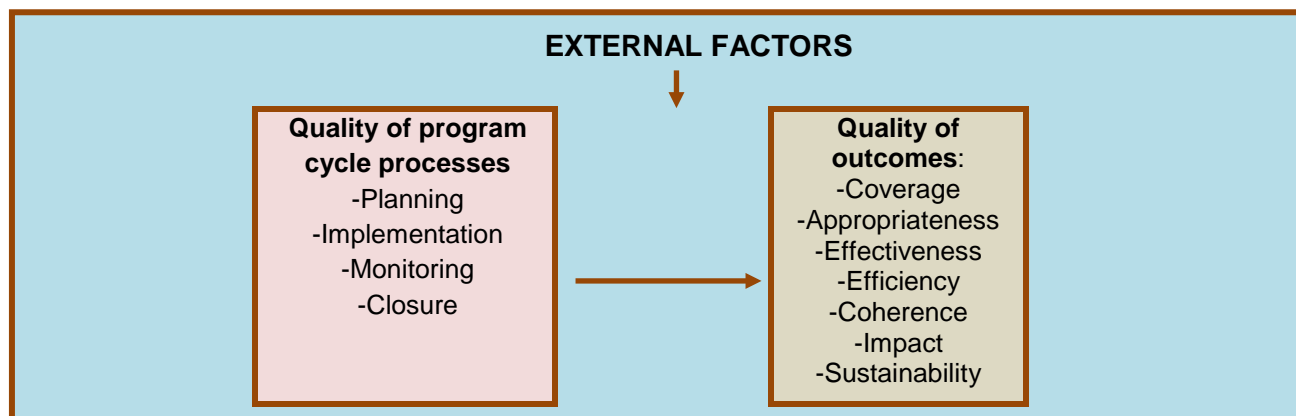 EXTERNAL FACTORS
Quality of program
cycle processes
-Planning
-Implementation
-Monitoring
-Closure
Quality of
outcomes:
-Coverage
-Appropriateness
-Effectiveness
-Efficiency
-Coherence
-Impact
-Sustainability